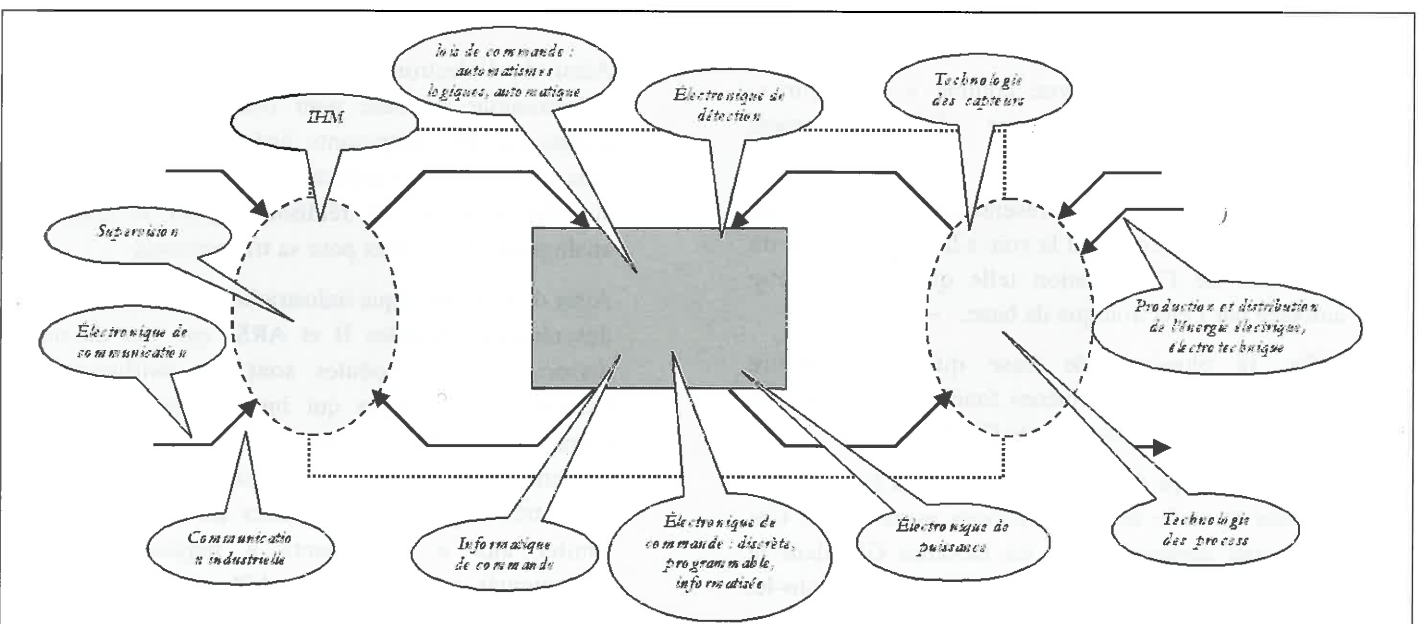 lois de commande :
automatismes
logiques, automatique
Technologie
des capteurs
Électronique de
détection
IHM
Supervision
Électronique de
communication
Production et distribution
de l'énergie électrique,
électrotechnique
Communicatio
n industrielle
Informatique
de commande
Électronique de
commande : discrète,
programmable,
informatisée
Électronique de
puissance
Technologie
des process